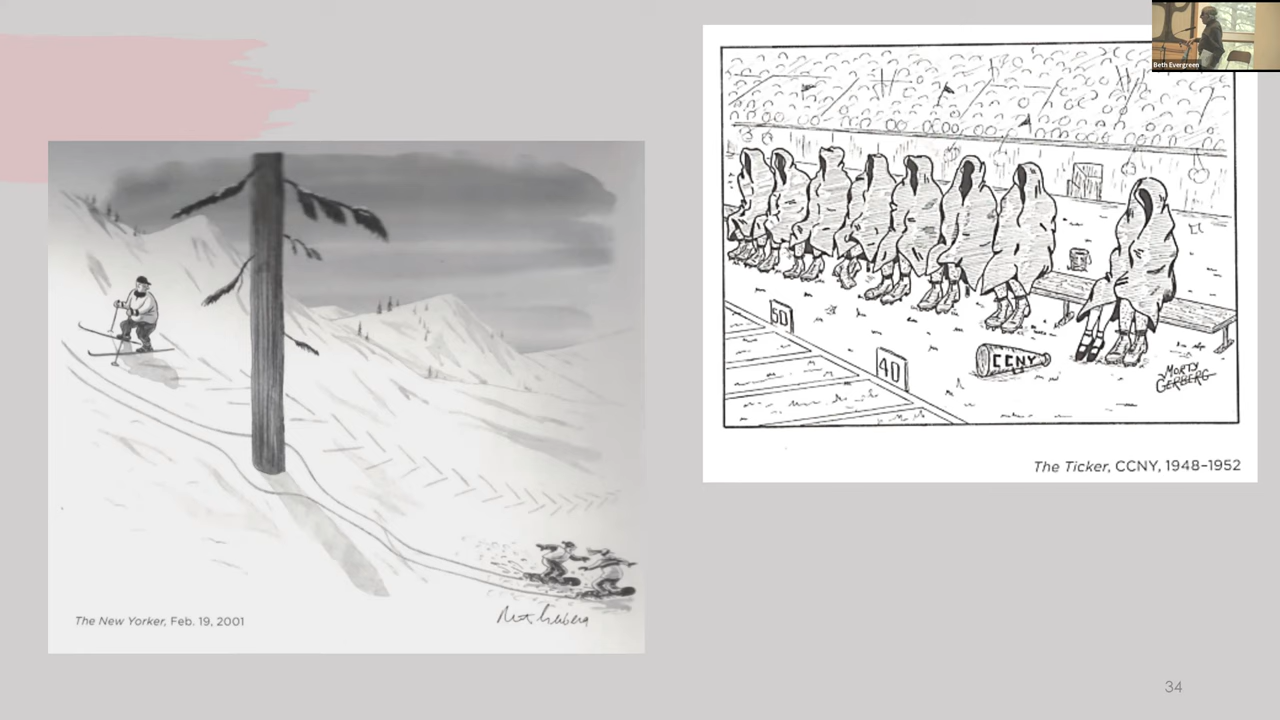 Beth Evergreen
50
40
CCNY
MORTY
GERBERG
The Ticker, CCNY, 1948–1952
The New Yorker, Feb. 19, 2001
34